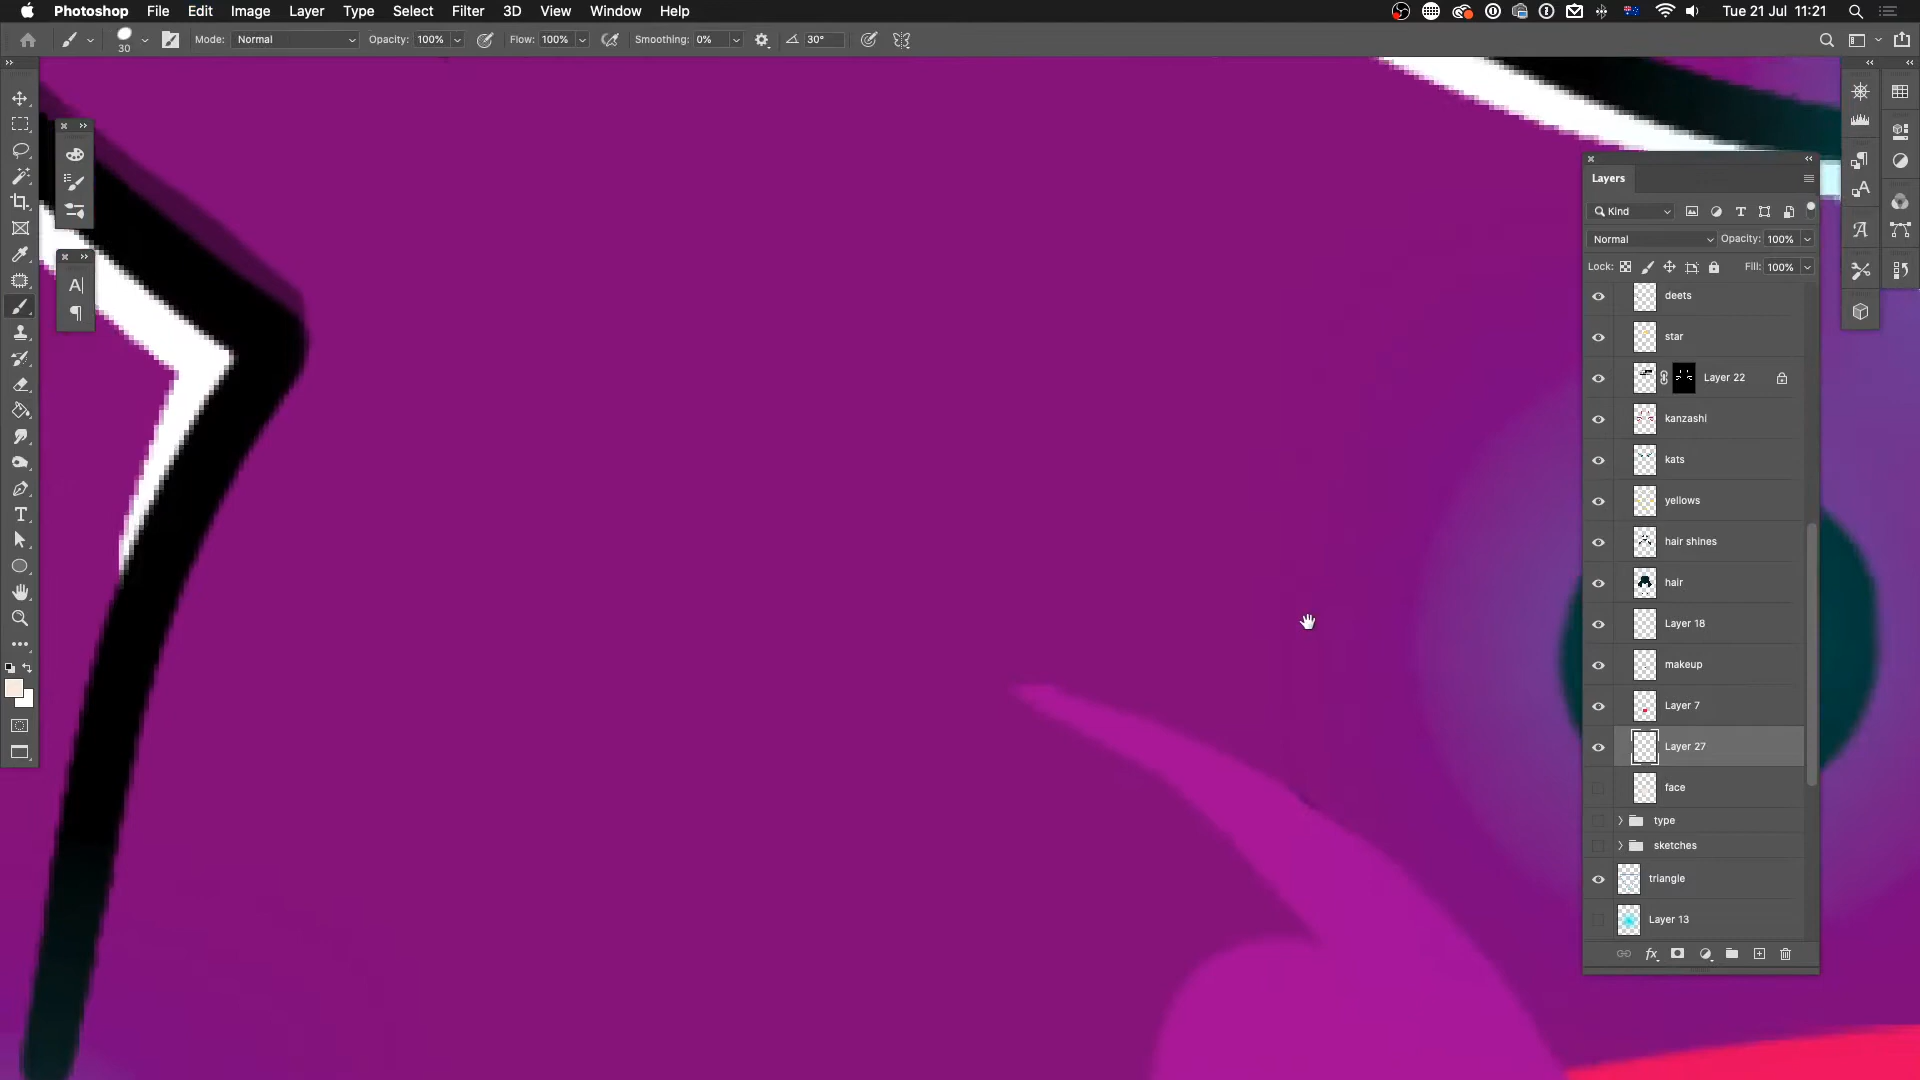 Photoshop File Edit Image Layer Type Select Filter 3D View Window Help Tue 21 Jul 11:21
30 Mode: Normal Opacity: 100% Flow: 100% Smoothing: 0% 30°
Layers
Kind
Normal Opacity: 100%
Lock: Fill: 100%
deets
star
Layer 22
kanzashi
kats
yellows
hair shines
hair
Layer 18
makeup
Layer 7
Layer 27
face
type
sketches
triangle
Layer 13
fx